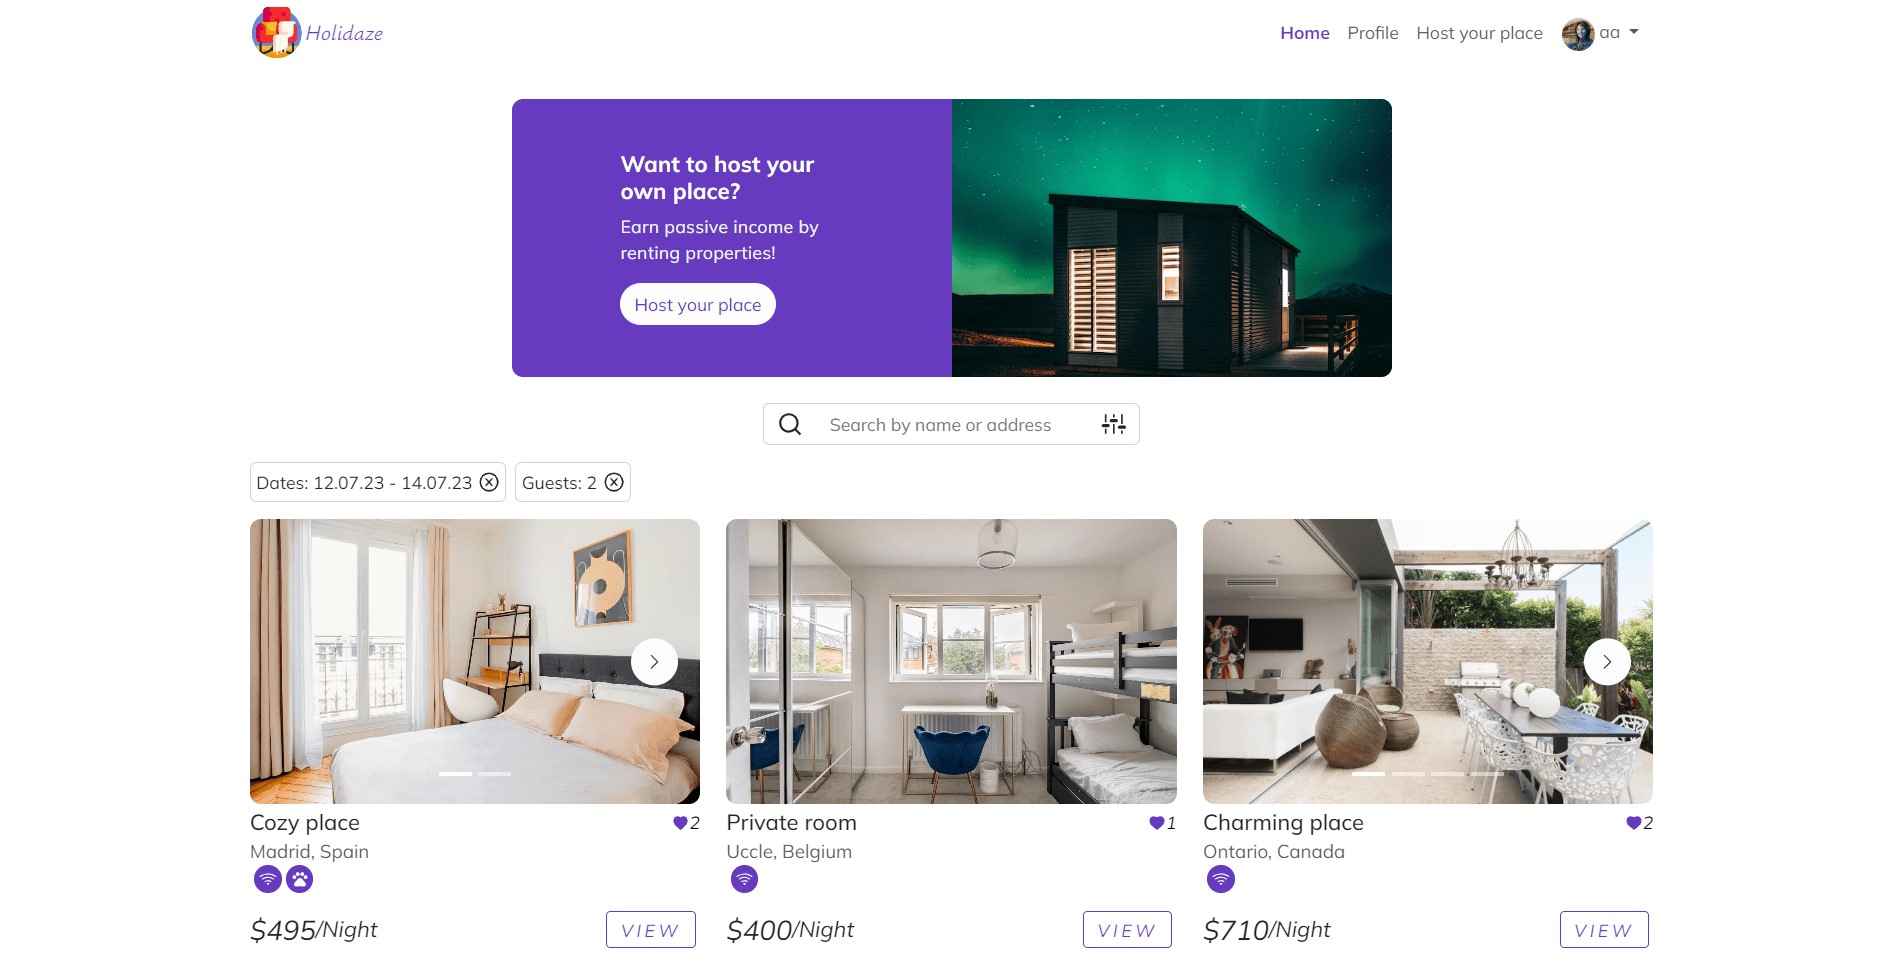 Holidaze
Home Profile Host your place aa
Want to host your
own place?
Earn passive income by
renting properties!
Host your place
Search by name or address
Dates: 12.07.23 - 14.07.23 Guests: 2
Cozy place 2
Madrid, Spain
$495/Night VIEW
Private room 1
Uccle, Belgium
$400/Night VIEW
Charming place 2
Ontario, Canada
$710/Night VIEW